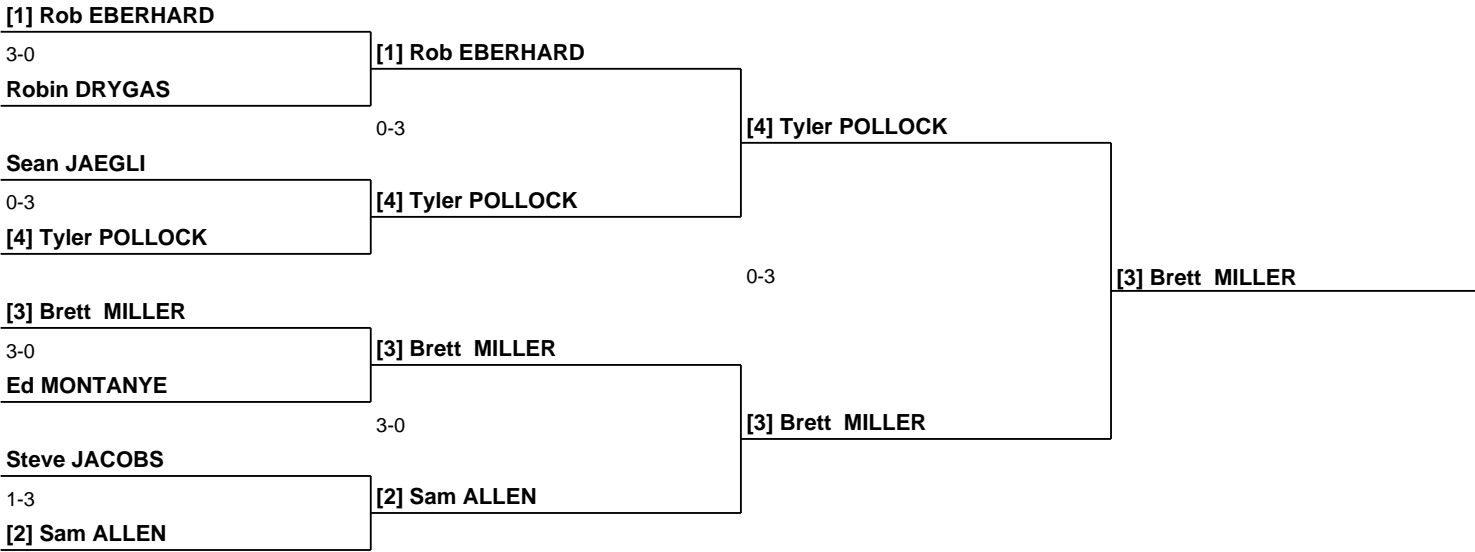 [1] Rob EBERHARD
3-0
[1] Rob EBERHARD
Robin DRYGAS
0-3
[4] Tyler POLLOCK
Sean JAEGLI
0-3
[4] Tyler POLLOCK
[4] Tyler POLLOCK
0-3
[3] Brett  MILLER
[3] Brett  MILLER
3-0
[3] Brett  MILLER
Ed MONTANYE
3-0
[3] Brett  MILLER
Steve JACOBS
1-3
[2] Sam ALLEN
[2] Sam ALLEN